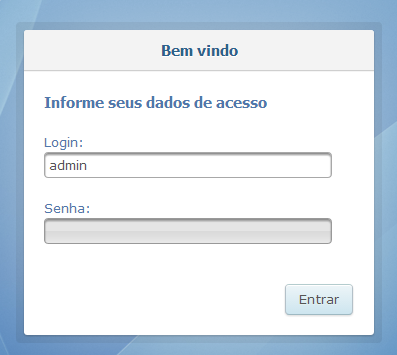 Bem vindo
Informe seus dados de acesso
Login:
admin
Senha:
Entrar